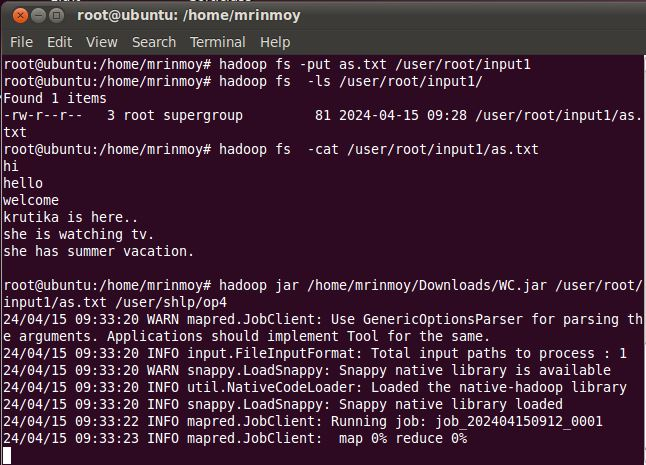 root@ubuntu: /home/mrinmoy
File Edit View Search Terminal Help
root@ubuntu:/home/mrinmoy# hadoop fs -put as.txt /user/root/input1
root@ubuntu:/home/mrinmoy# hadoop fs  -ls /user/root/input1/
Found 1 items
-rw-r--r--   3 root supergroup         81 2024-04-15 09:28 /user/root/input1/as.
txt
root@ubuntu:/home/mrinmoy# hadoop fs  -cat /user/root/input1/as.txt
hi
hello
welcome
krutika is here..
she is watching tv.
she has summer vacation.
root@ubuntu:/home/mrinmoy# hadoop jar /home/mrinmoy/Downloads/WC.jar /user/root/
input1/as.txt /user/shlp/op4
24/04/15 09:33:20 WARN mapred.JobClient: Use GenericOptionsParser for parsing th
e arguments. Applications should implement Tool for the same.
24/04/15 09:33:20 INFO input.FileInputFormat: Total input paths to process : 1
24/04/15 09:33:20 WARN snappy.LoadSnappy: Snappy native library is available
24/04/15 09:33:20 INFO util.NativeCodeLoader: Loaded the native-hadoop library
24/04/15 09:33:20 INFO snappy.LoadSnappy: Snappy native library loaded
24/04/15 09:33:22 INFO mapred.JobClient: Running job: job_202404150912_0001
24/04/15 09:33:23 INFO mapred.JobClient:  map 0% reduce 0%